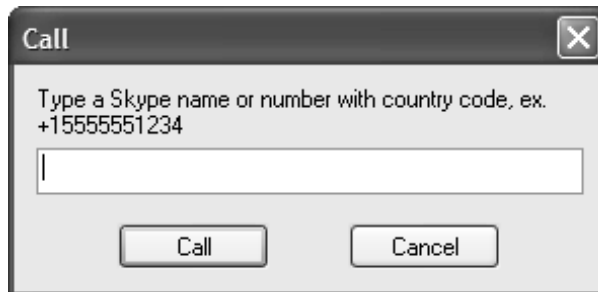 Call
Type a Skype name or number with country code, ex.
+15555551234
Call
Cancel